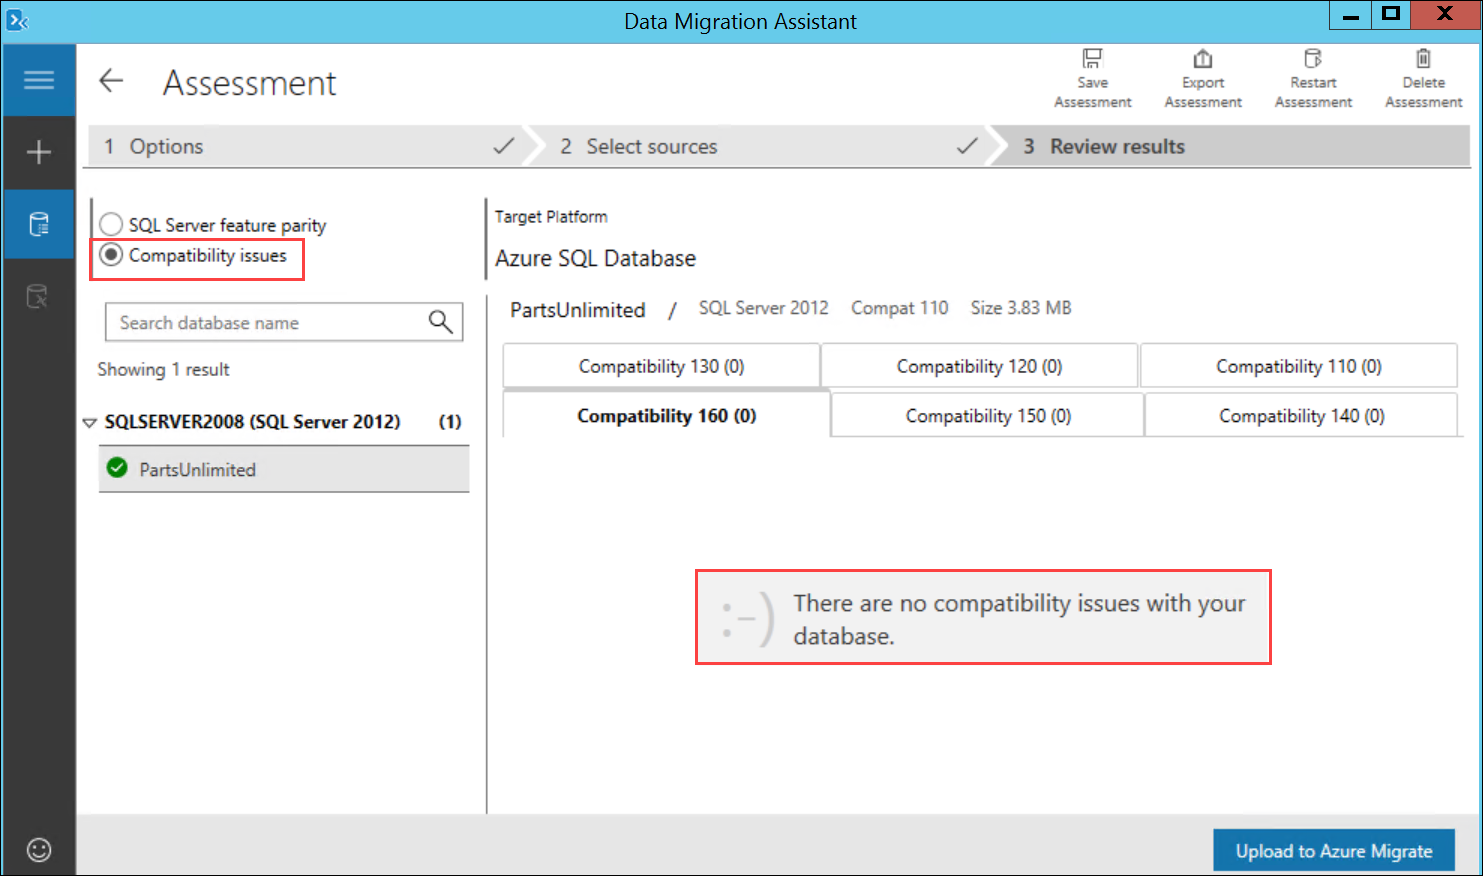 Data Migration Assistant
Assessment
Save
Assessment
Export
Assessment
Restart
Assessment
Delete
Assessment
1 Options
2 Select sources
3 Review results
SQL Server feature parity
Compatibility issues
Search database name
Showing 1 result
SQLSERVER2008 (SQL Server 2012) (1)
PartsUnlimited
Target Platform
Azure SQL Database
PartsUnlimited / SQL Server 2012 Compat 110 Size 3.83 MB
Compatibility 130 (0) Compatibility 120 (0) Compatibility 110 (0)
Compatibility 160 (0) Compatibility 150 (0) Compatibility 140 (0)
:-)
There are no compatibility issues with your
database.
Upload to Azure Migrate